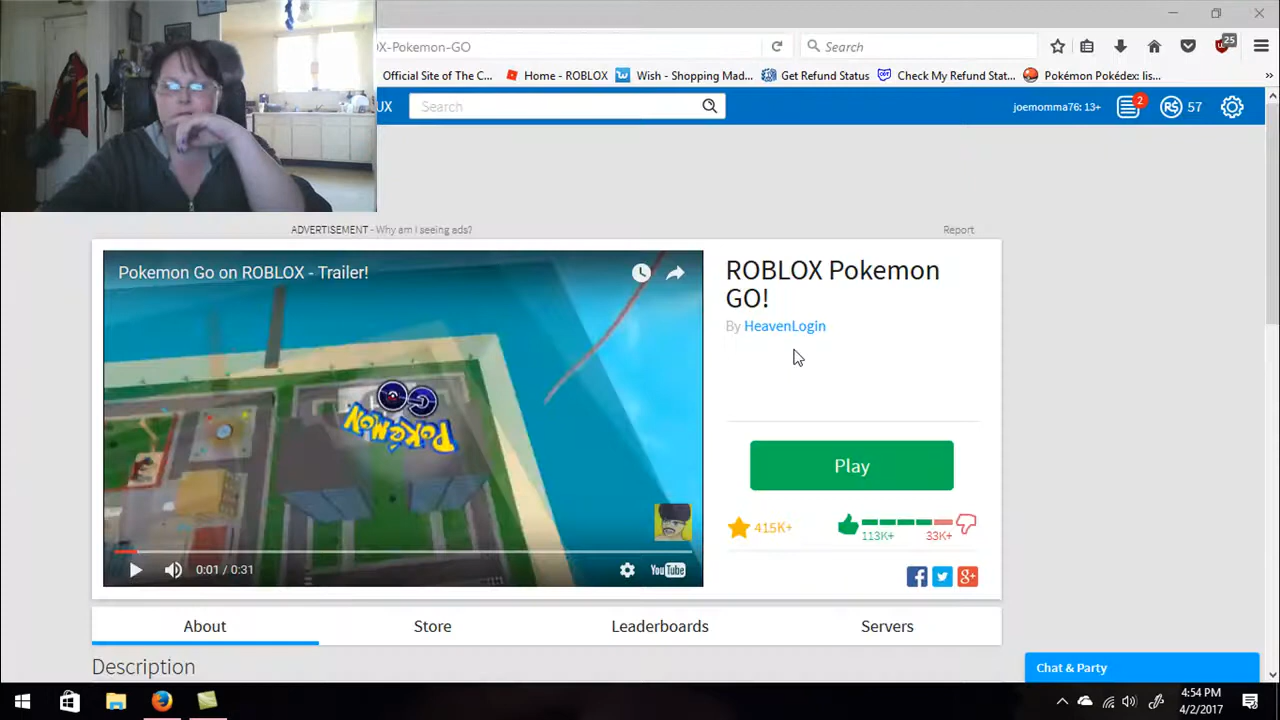 X-Pokemon-GO
Search
25
Official Site of The C...
Home - ROBLOX
Wish - Shopping Mad...
Get Refund Status
Check My Refund Stat...
Pokémon Pokédex: lis...
»
UX
Search
joemomma76: 13+
2
R$ 57
ADVERTISEMENT - Why am I seeing ads?
Report
Pokemon Go on ROBLOX - Trailer!
POKéMON
GO
0:01 / 0:31
YouTube
ROBLOX Pokemon
GO!
By HeavenLogin
Play
415K+
113K+
33K+
About
Store
Leaderboards
Servers
Description
Chat & Party
4:54 PM
4/2/2017